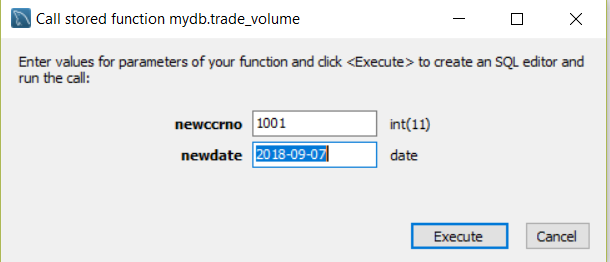 Call stored function mydb.trade_volume
Enter values for parameters of your function and click <Execute> to create an SQL editor and
run the call:
newccrno 1001 int(11)
newdate 2018-09-07 date
Execute Cancel